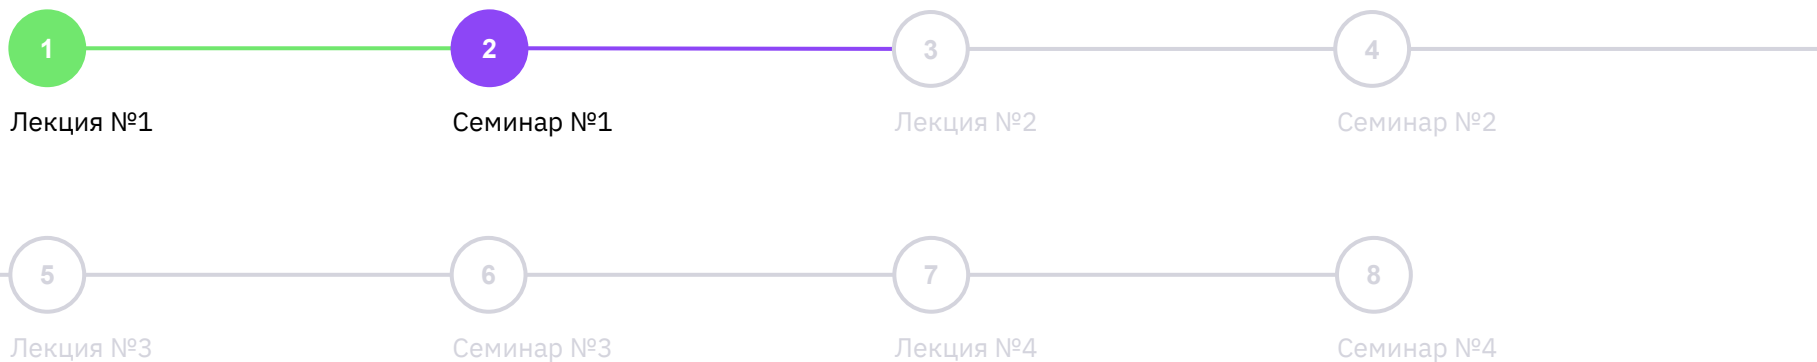 1 2 3 4
Лекция №1 Семинар №1 Лекция №2 Семинар №2
5 6 7 8
Лекция №3 Семинар №3 Лекция №4 Семинар №4